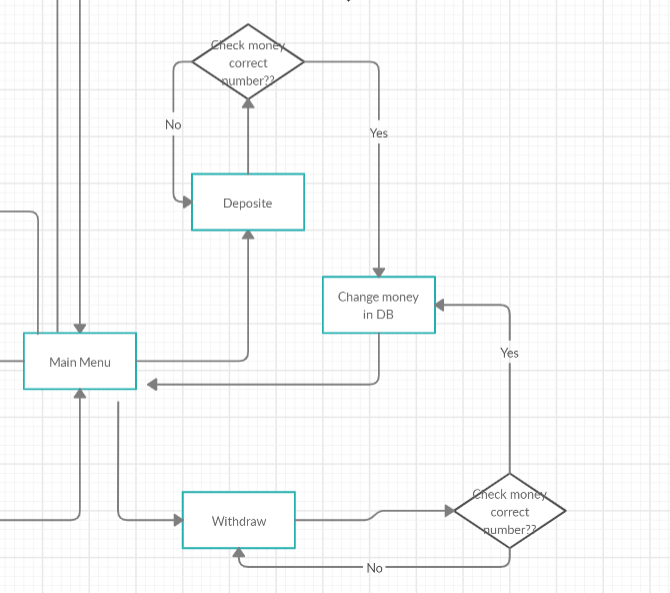 Check money
correct
number??
No
Yes
Deposite
Change money
in DB
Main Menu
Yes
Check money
correct
number??
Withdraw
No